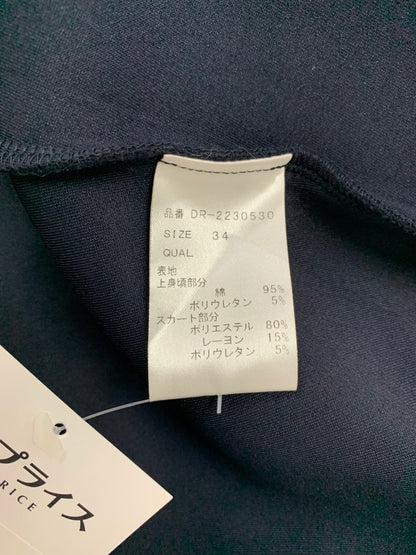 品番 DR-2230530
SIZE 34
QUAL
表地
上身頃部分
綿 95%
ポリウレタン 5%
スカート部分
ポリエステル 80%
レーヨン 15%
ポリウレタン 5%
プライス
RICE